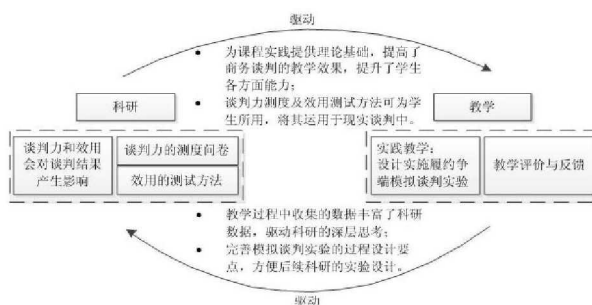 驱动
为课程实践提供理论基础，提高了
商务谈判的教学效果，提升了学生
各方面能力；
谈判力测度及效用测试方法可为学
生所用，将其运用于现实谈判中。
科研
教学
谈判力和效用
会对谈判结果
产生影响
谈判力的测度问卷
效用的测试方法
实践教学：
设计实施履约争
端模拟谈判实验
教学评价与反馈
教学过程中收集的数据丰富了科研
数据，驱动科研的深层思考；
完善模拟谈判实验的过程设计要
点，方便后续科研的实验设计。
驱动